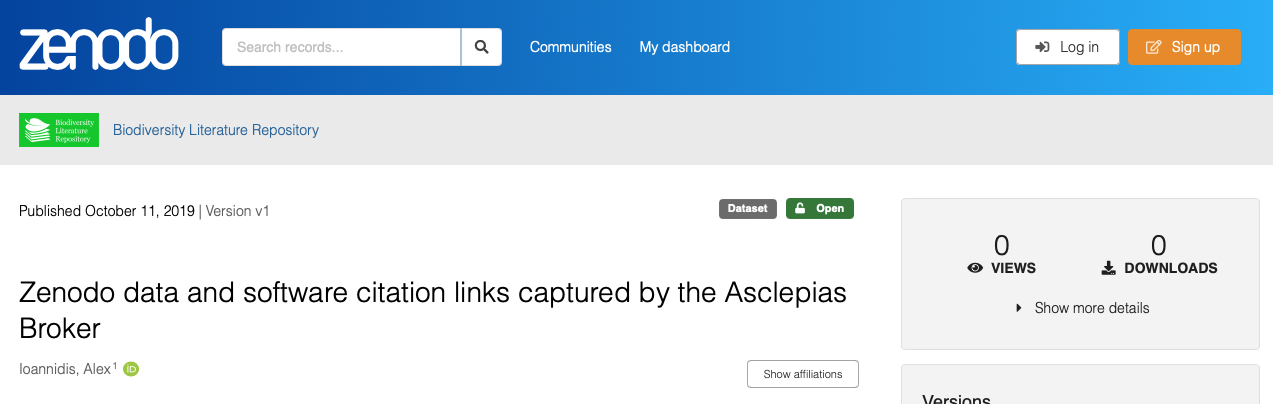 zenodo
Search records...
Communities
My dashboard
Log in
Sign up
Biodiversity
Literature
Repository
Biodiversity Literature Repository
Published October 11, 2019 | Version v1
Dataset
Open
Zenodo data and software citation links captured by the Asclepias
Broker
Ioannidis, Alex¹ iD
Show affiliations
0
VIEWS
0
DOWNLOADS
Show more details
Versions